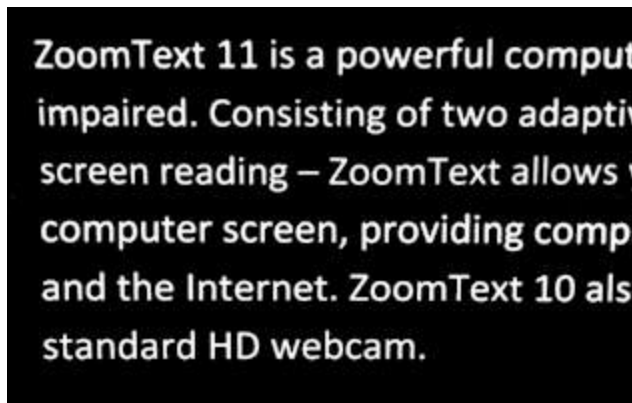 ZoomText 11 is a powerful comput
impaired. Consisting of two adaptiv
screen reading – ZoomText allows
computer screen, providing comp
and the Internet. ZoomText 10 als
standard HD webcam.